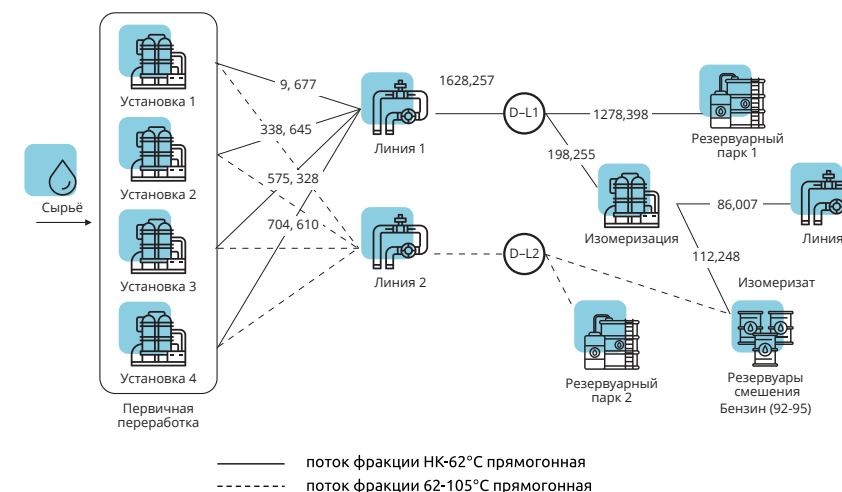 Сырьё
Установка 1
Установка 2
Установка 3
Установка 4
Первичная
переработка
9, 677
338, 645
575, 328
704, 610
Линия 1
Линия 2
1628,257
D–L1
D–L2
1278,398
198,255
Резервуарный
парк 1
Изомеризация
86,007
Линия
112,248
Изомеризат
Резервуарный
парк 2
Резервуары
смешения
Бензин (92-95)
поток фракции НК-62°C прямогонная
поток фракции 62-105°C прямогонная